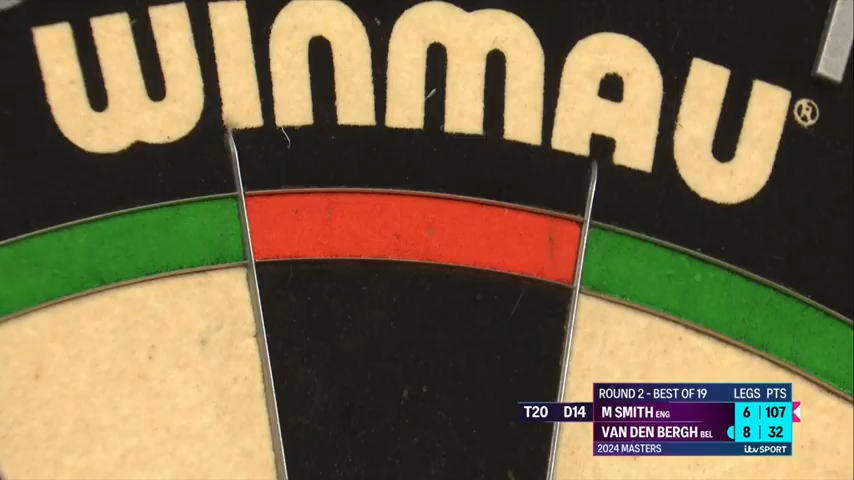 WINMAU®
ROUND 2 - BEST OF 19 LEGS PTS
T20 D14 M SMITH ENG 6 107
VAN DEN BERGH BEL 8 32
2024 MASTERS itv SPORT